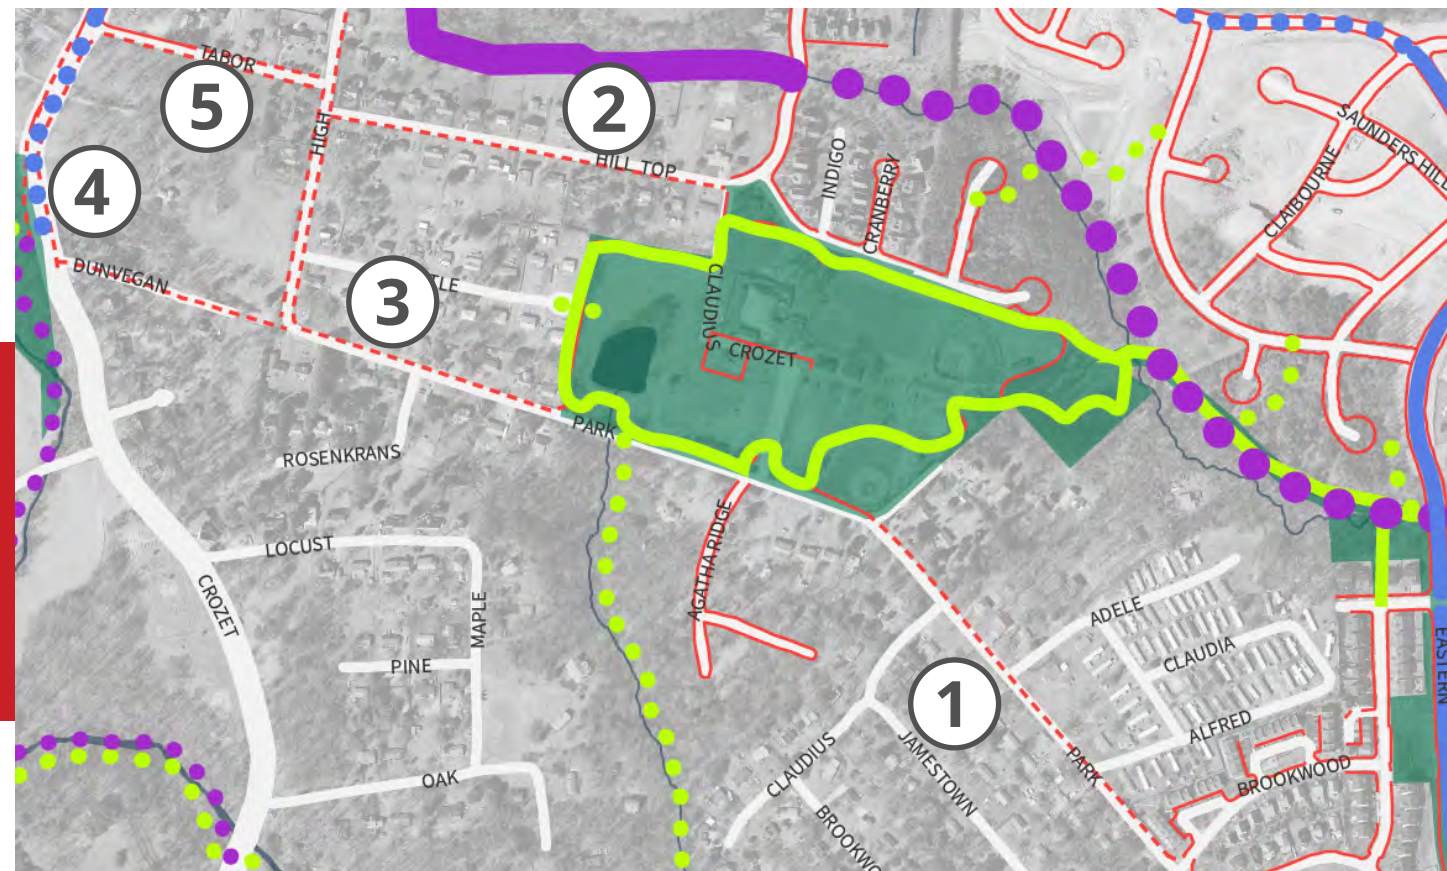 TABOR
5
HIGH
2
HILL TOP
INDIGO
CRANBERRY
SAUNDERS HILL
CLAIBOURNE
4
DUNVEGAN
3
CLAUDIUS
CROZET
PARK
ROSENKRANS
LOCUST
CROZET
MAPLE
PINE
OAK
AGATHA RIDGE
ADELE
CLAUDIA
ALFRED
EASTERN
1
CLAUDIUS
JAMESTOWN
PARK
BROOKWOOD